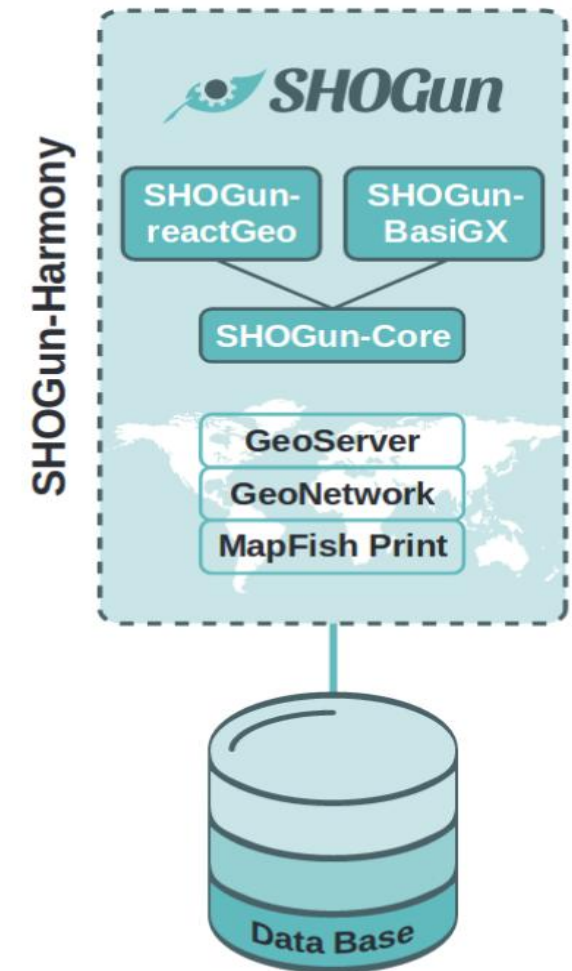 SHOGun-Harmony
SHOGun
SHOGun-
reactGeo
SHOGun-
BasiGX
SHOGun-Core
GeoServer
GeoNetwork
MapFish Print
Data Base